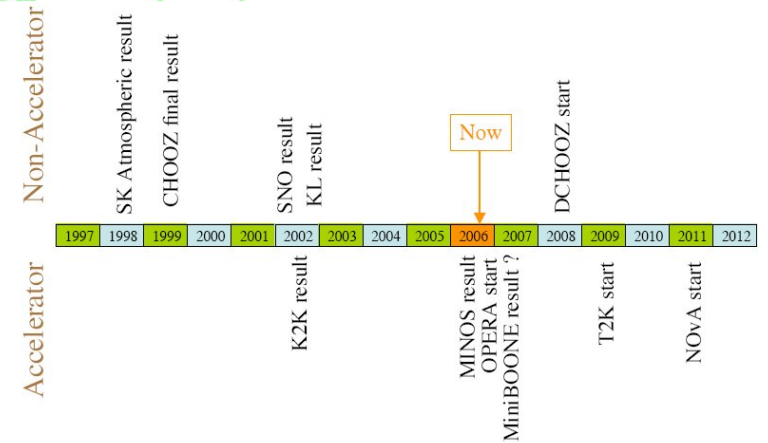 Non-Accelerator
SK Atmospheric result
CHOOZ final result
SNO result
KL result
Now
DCHOOZ start
1997 1998 1999 2000 2001 2002 2003 2004 2005 2006 2007 2008 2009 2010 2011 2012
Accelerator
K2K result
MINOS result
OPERA start
MiniBOONE result ?
T2K start
NOvA start